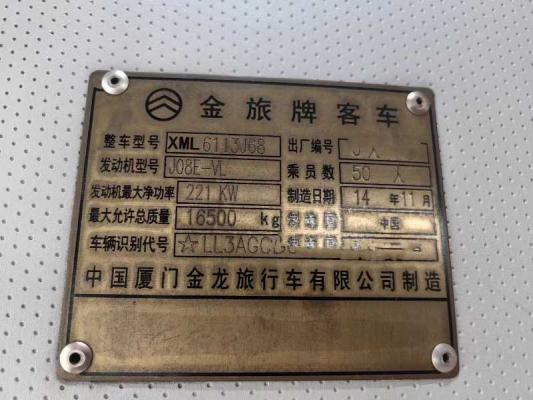 金旅牌客车
整车型号 XML6113J68 出厂编号
发动机型号 J08E-VL 乘员数 50 人
发动机最大净功率 221 KW 制造日期 14 年 11 月
最大允许总质量 16500 kg 中国
车辆识别代号 ☆LL3AGCG
中国厦门金龙旅行车有限公司制造